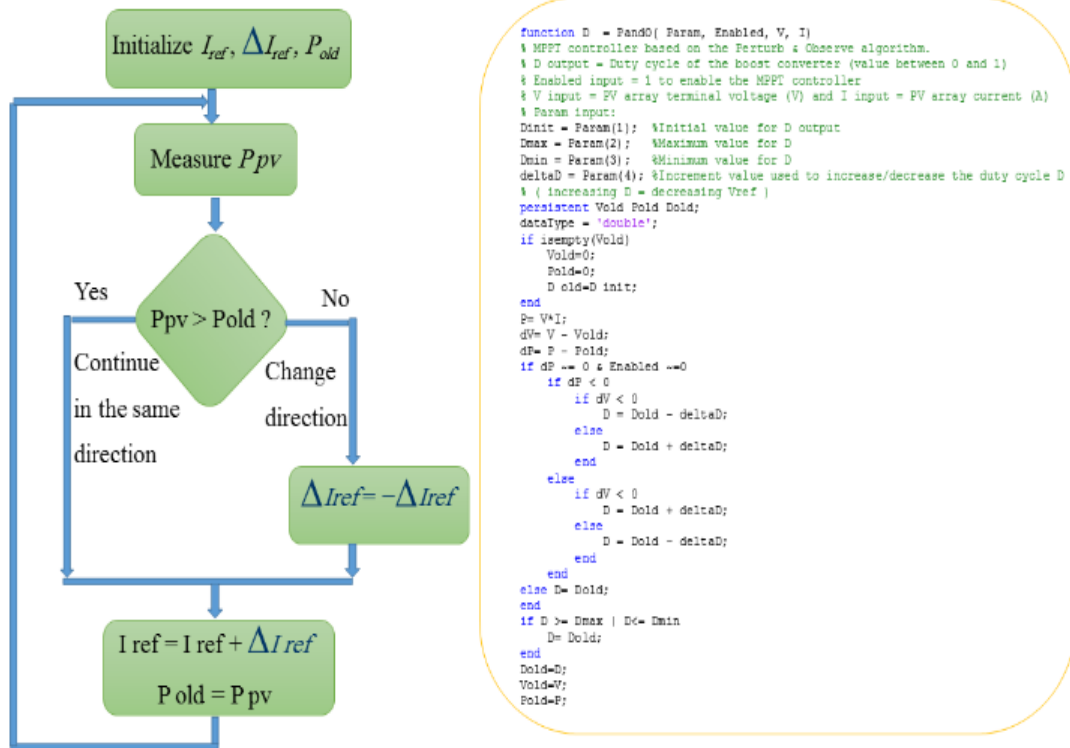 Initialize Iref, ΔIref, Pold
Measure Ppv
Ppv > Pold ?
Yes
No
Continue
in the same
direction
Change
direction
ΔIref= −ΔIref
I ref = I ref + ΔI ref
P old = P pv
function D  = PandO( Param, Enabled, V, I)
% MPPT controller based on the Perturb & Observe algorithm.
% D output = Duty cycle of the boost converter (value between 0 and 1)
% Enabled input = 1 to enable the MPPT controller
% V input = PV array terminal voltage (V) and I input = PV array current (A)
% Param input:
Dinit = Param(1);  %Initial value for D output
Dmax = Param(2);   %Maximum value for D
Dmin = Param(3);   %Minimum value for D
deltaD = Param(4); %Increment value used to increase/decrease the duty cycle D
% ( increasing D = decreasing Vref )
persistent Vold Pold Dold;
dataType = 'double';
if isempty(Vold)
    Vold=0;
    Pold=0;
    D old=D init;
end
P= V*I;
dV= V - Vold;
dP= P - Pold;
if dP ~= 0 & Enabled ~=0
    if dP < 0
        if dV < 0
            D = Dold - deltaD;
        else
            D = Dold + deltaD;
        end
    else
        if dV < 0
            D = Dold + deltaD;
        else
            D = Dold - deltaD;
        end
    end
else D= Dold;
end
if D >= Dmax | D<= Dmin
    D= Dold;
end
Dold=D;
Vold=V;
Pold=P;